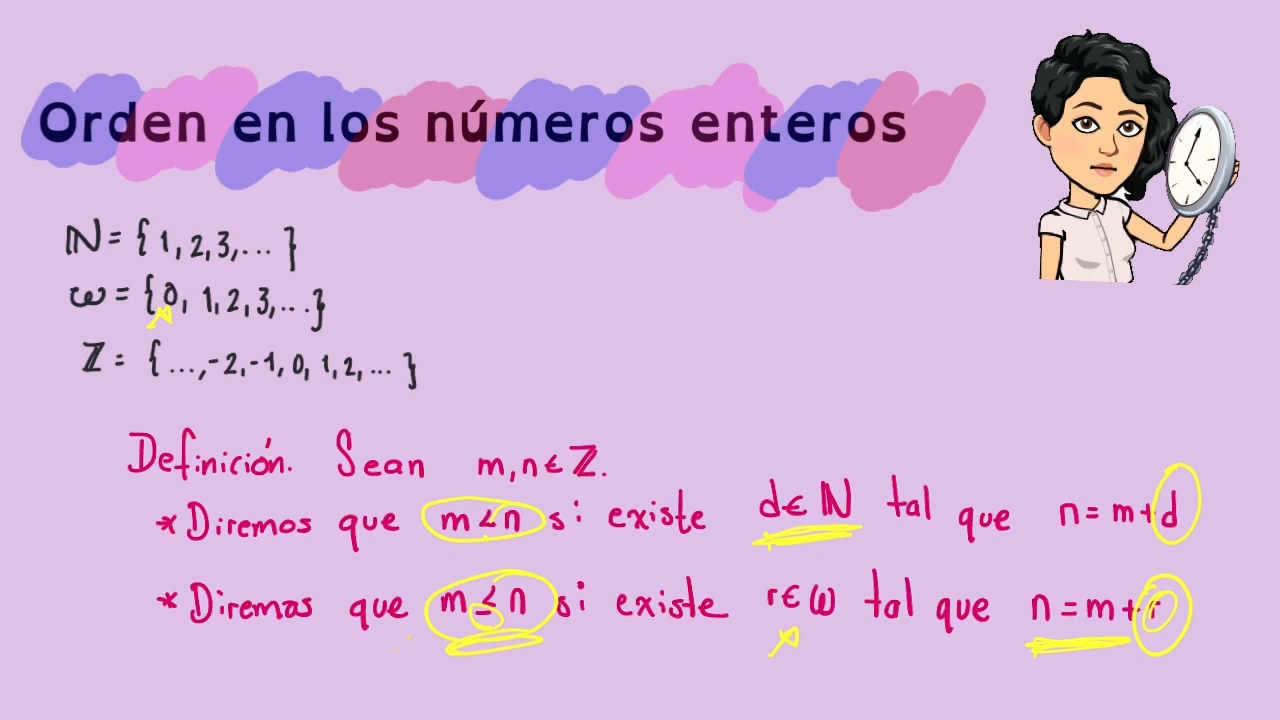 Orden en los números enteros
ℕ = { 1, 2, 3, ... }
ω = { 0, 1, 2, 3, ... }
ℤ = { ..., -2, -1, 0, 1, 2, ... }
Definición. Sean m, n ∈ ℤ.
* Diremos que m < n si existe d ∈ ℕ tal que n = m + d
* Diremos que m ≤ n si existe r ∈ ω tal que n = m + r